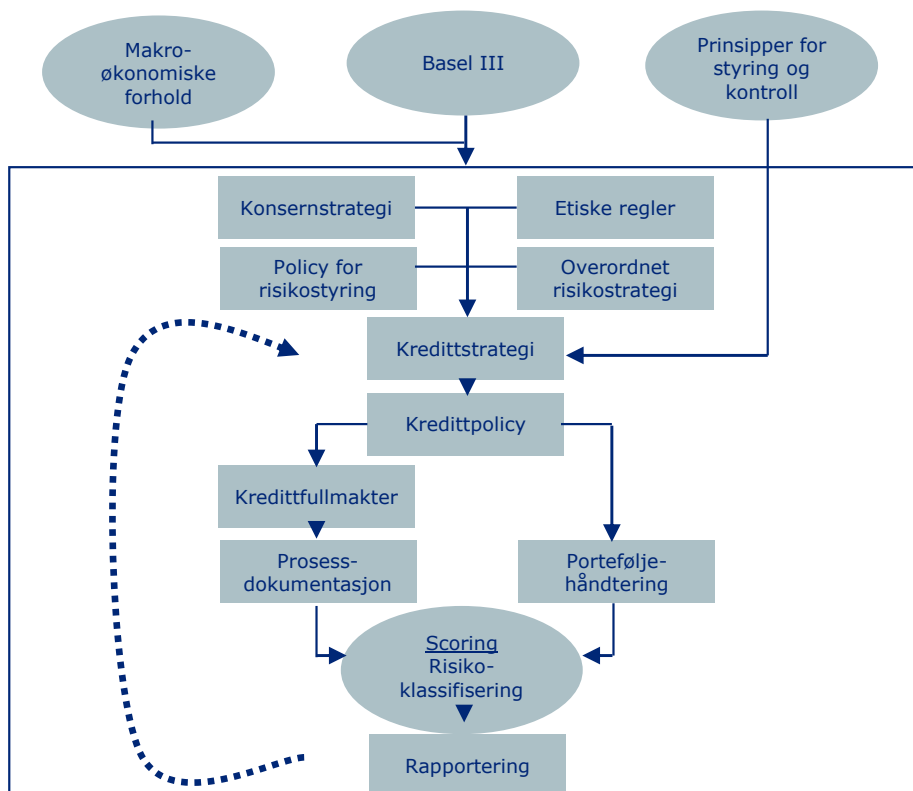 Makro-
økonomiske
forhold
Basel III
Prinsipper for
styring og
kontroll
Konsernstrategi
Etiske regler
Policy for
risikostyring
Overordnet
risikostrategi
Kredittstrategi
Kredittpolicy
Kredittfullmakter
Prosess-
dokumentasjon
Portefølje-
håndtering
Scoring
Risiko-
klassifisering
Rapportering